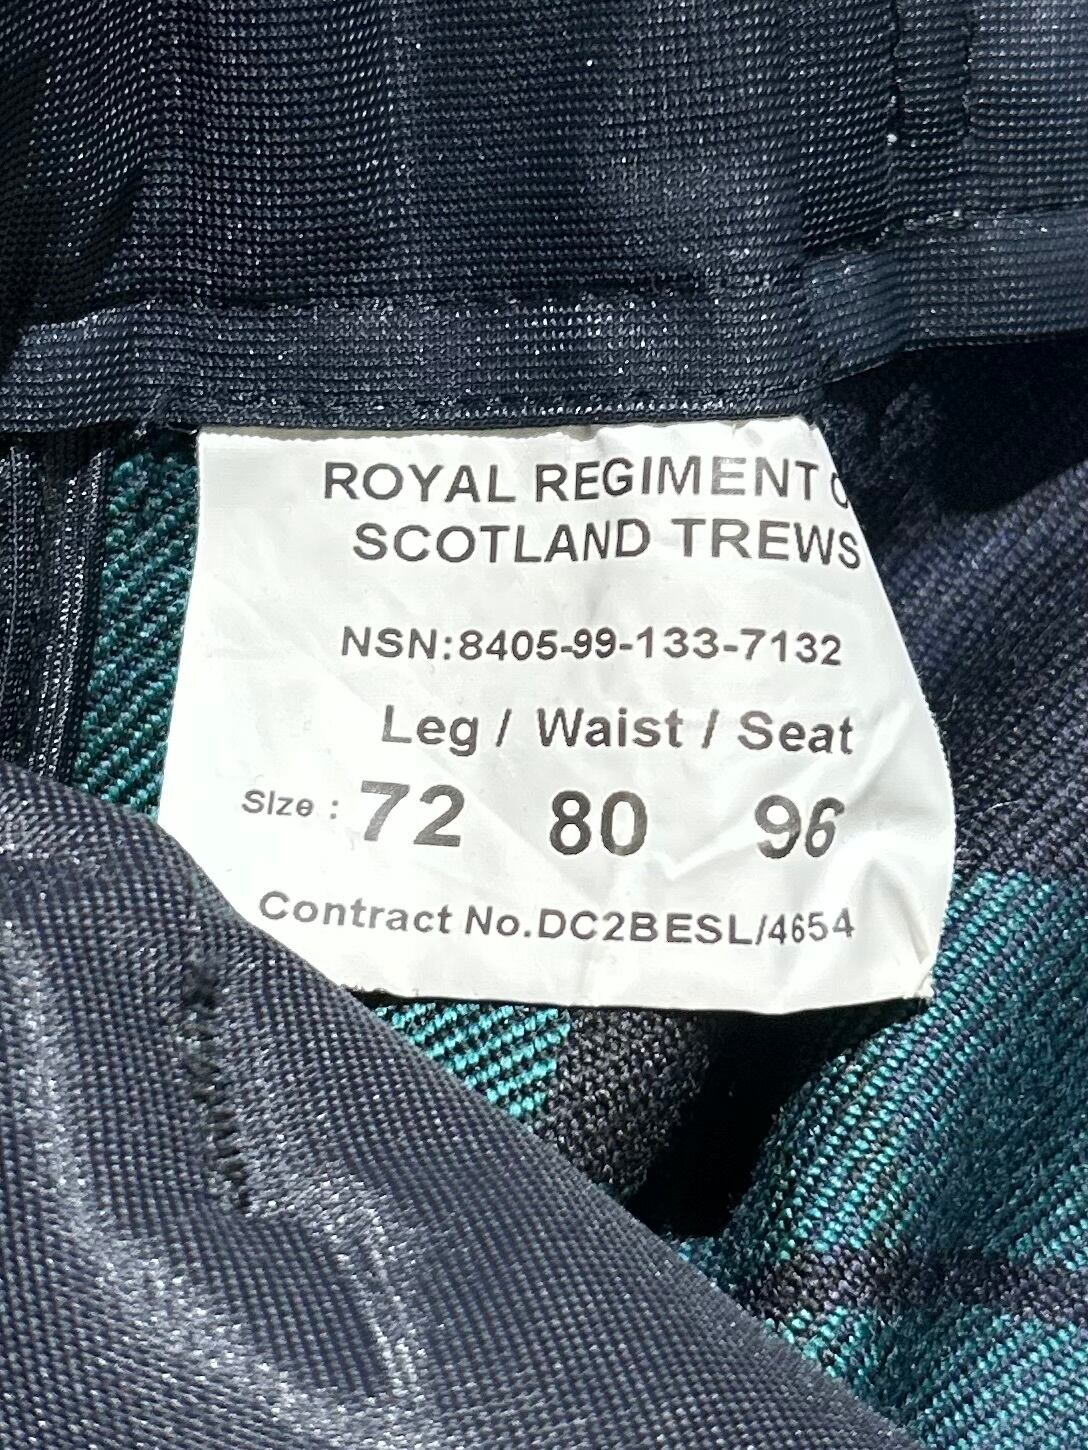 ROYAL REGIMENT O
SCOTLAND TREWS
NSN:8405-99-133-7132
Leg / Waist / Seat
Size : 72 80 96
Contract No.DC2BESL/4654